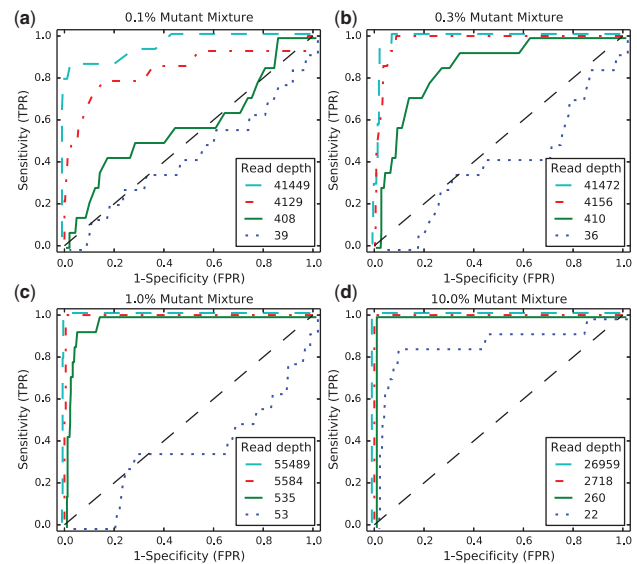 (a)
0.1% Mutant Mixture
Sensitivity (TPR)
1.0
0.8
0.6
0.4
0.2
0.0
0.0 0.2 0.4 0.6 0.8 1.0
1–Specificity (FPR)
Read depth
41449
4129
408
39
(b)
0.3% Mutant Mixture
Sensitivity (TPR)
1.0
0.8
0.6
0.4
0.2
0.0
0.0 0.2 0.4 0.6 0.8 1.0
1–Specificity (FPR)
Read depth
41472
4156
410
36
(c)
1.0% Mutant Mixture
Sensitivity (TPR)
1.0
0.8
0.6
0.4
0.2
0.0
0.0 0.2 0.4 0.6 0.8 1.0
1–Specificity (FPR)
Read depth
55489
5584
535
53
(d)
10.0% Mutant Mixture
Sensitivity (TPR)
1.0
0.8
0.6
0.4
0.2
0.0
0.0 0.2 0.4 0.6 0.8 1.0
1–Specificity (FPR)
Read depth
26959
2718
260
22